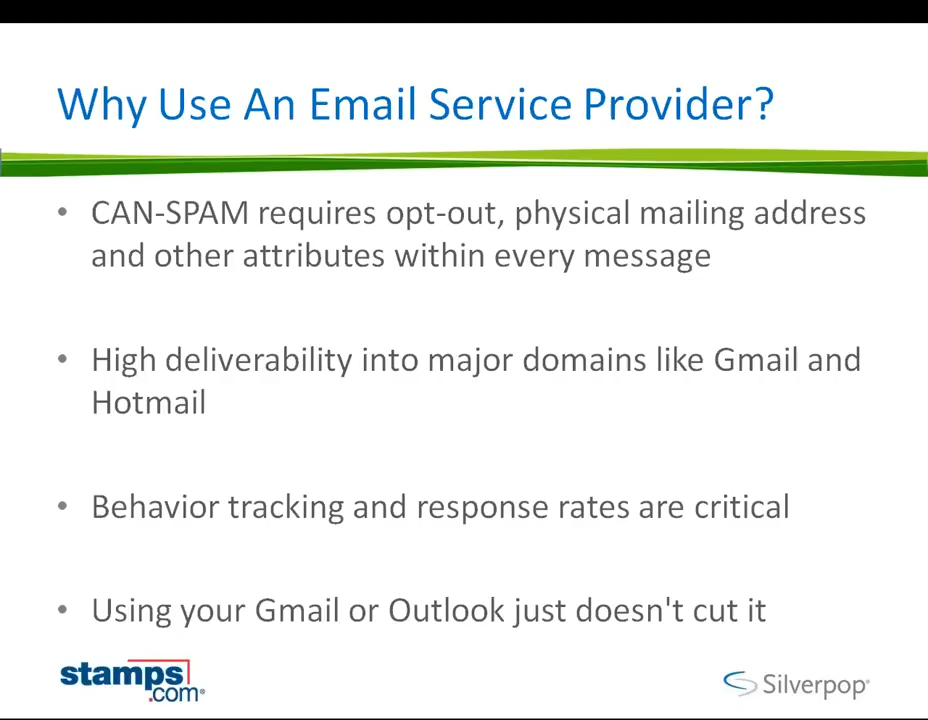 Why Use An Email Service Provider?
• CAN-SPAM requires opt-out, physical mailing address
and other attributes within every message
• High deliverability into major domains like Gmail and
Hotmail
• Behavior tracking and response rates are critical
• Using your Gmail or Outlook just doesn't cut it
stamps
.com®
Silverpop®